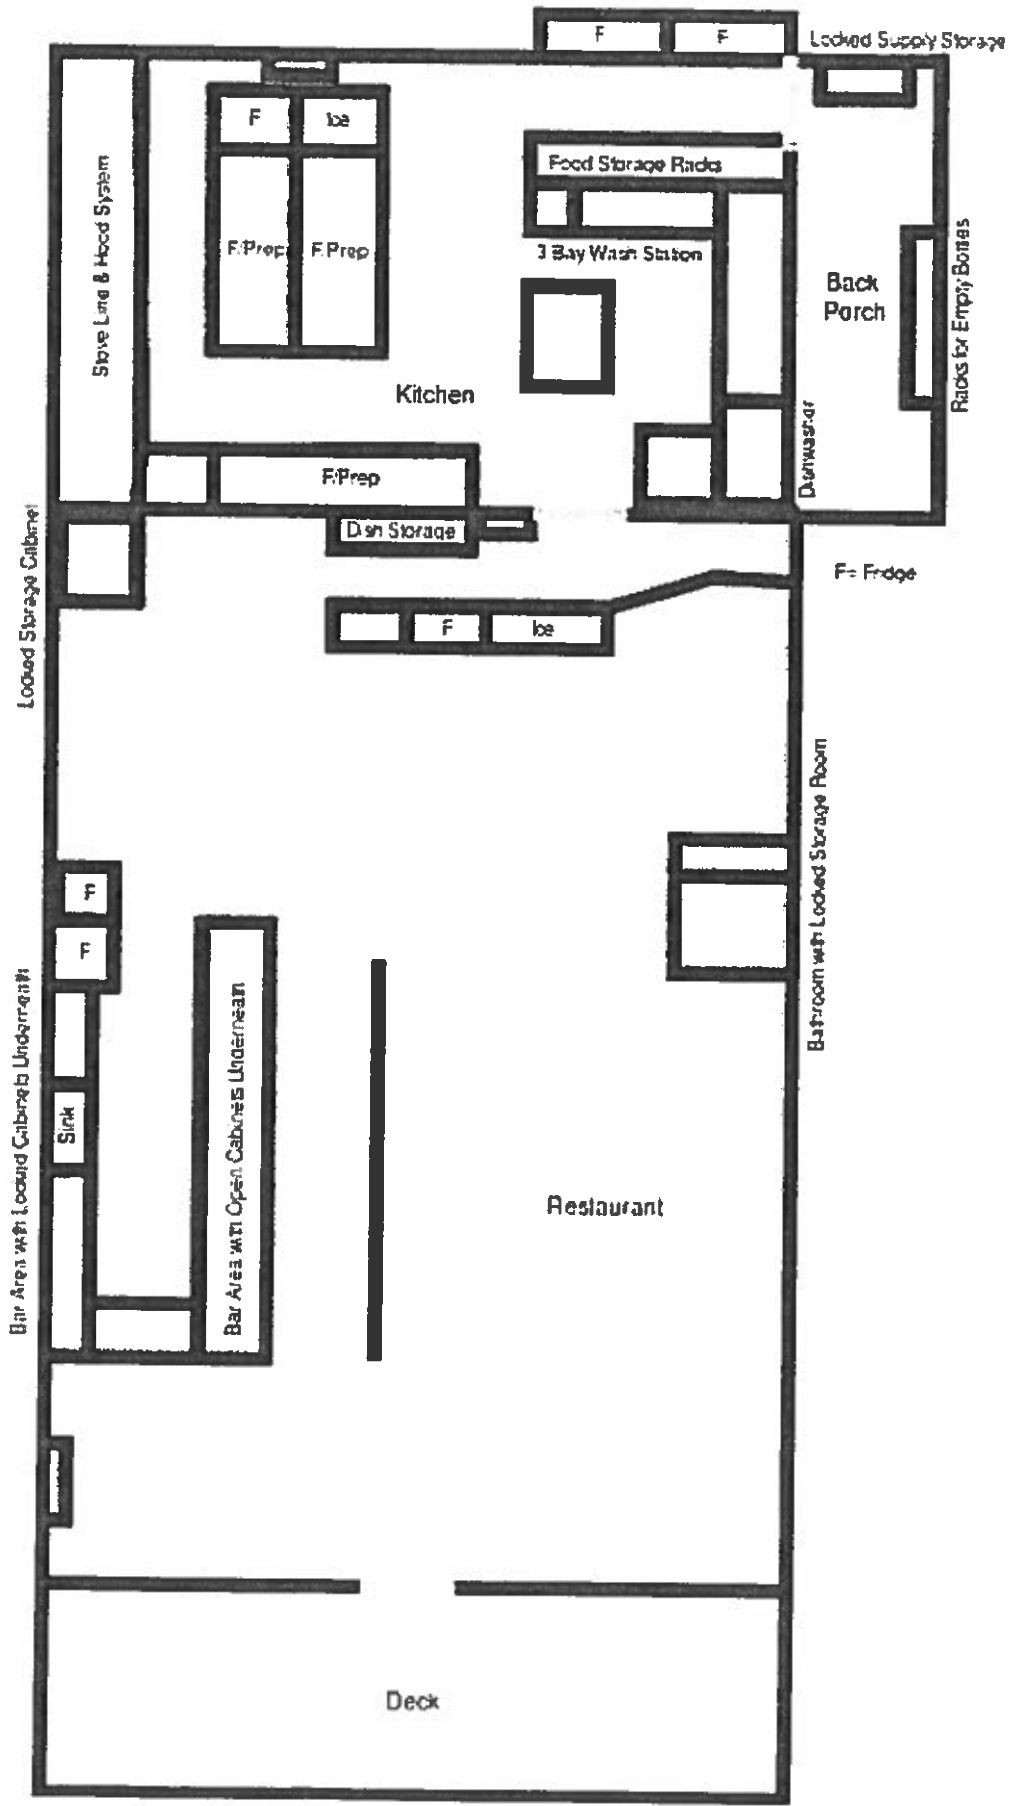 F
F
Locked Supply Storage
F
Ice
Food Storage Racks
Stove Line & Hood System
F/Prep
F/Prep
3 Bay Wash Station
Back
Porch
Racks for Empty Bottles
Kitchen
Dishwasher
F/Prep
Dish Storage
Locked Storage Cabinet
F= Fridge
F
Ice
Bathroom with Locked Storage Room
F
F
Bar Area with Locked Cabinets Underneath
Sink
Bar Area with Open Cabinets Underneath
Restaurant
Deck